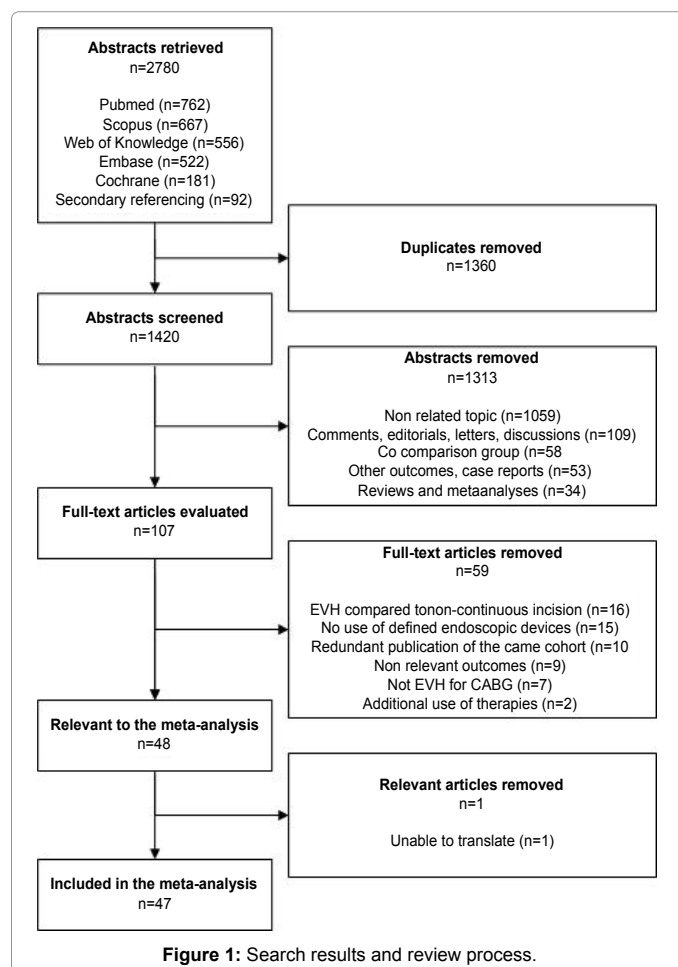 Abstracts retrieved
n=2780
Pubmed (n=762)
Scopus (n=667)
Web of Knowledge (n=556)
Embase (n=522)
Cochrane (n=181)
Secondary referencing (n=92)
Duplicates removed
n=1360
Abstracts screened
n=1420
Abstracts removed
n=1313
Non related topic (n=1059)
Comments, editorials, letters, discussions (n=109)
Co comparison group (n=58
Other outcomes, case reports (n=53)
Reviews and metaanalyses (n=34)
Full-text articles evaluated
n=107
Full-text articles removed
n=59
EVH compared tonon-continuous incision (n=16)
No use of defined endoscopic devices (n=15)
Redundant publication of the came cohort (n=10
Non relevant outcomes (n=9)
Not EVH for CABG (n=7)
Additional use of therapies (n=2)
Relevant to the meta-analysis
n=48
Relevant articles removed
n=1
Unable to translate (n=1)
Included in the meta-analysis
n=47
Figure 1: Search results and review process.